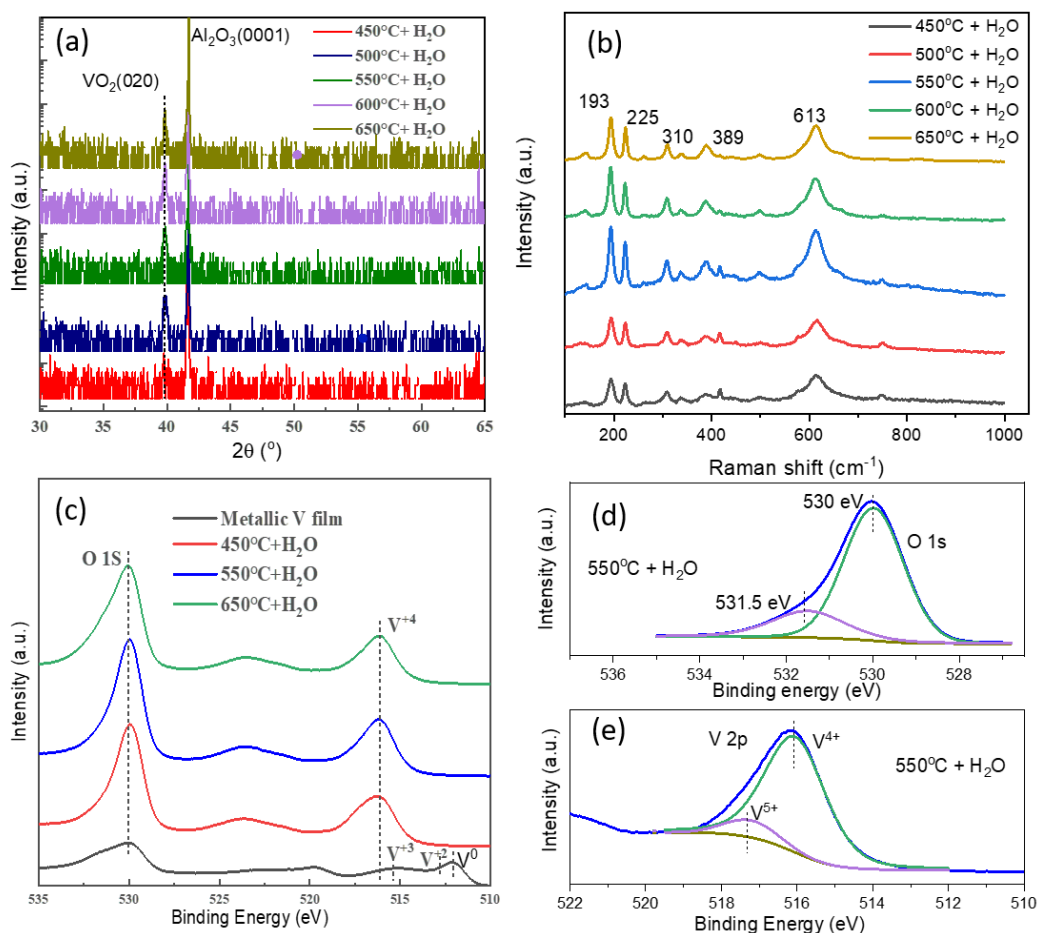 (a)
Al₂O₃(0001)
VO₂(020)
450°C+ H₂O
500°C+ H₂O
550°C+ H₂O
600°C+ H₂O
650°C+ H₂O
Intensity (a.u.)
30 35 40 45 50 55 60 65
2θ (°)
(b)
450°C + H₂O
500°C + H₂O
550°C + H₂O
600°C + H₂O
650°C + H₂O
193
225
310
389
613
Intensity (a.u.)
200 400 600 800 1000
Raman shift (cm⁻¹)
(c)
Metallic V film
450°C+H₂O
550°C+H₂O
650°C+H₂O
O 1S
V⁺⁴
V⁺³
V⁺²
V⁰
Intensity (a.u.)
535 530 525 520 515 510
Binding Energy (eV)
(d)
530 eV
O 1s
550°C + H₂O
531.5 eV
Intensity (a.u.)
536 534 532 530 528
Binding energy (eV)
(e)
V 2p
V⁴⁺
550°C + H₂O
V⁵⁺
Intensity (a.u.)
522 520 518 516 514 512 510
Binding Energy (eV)